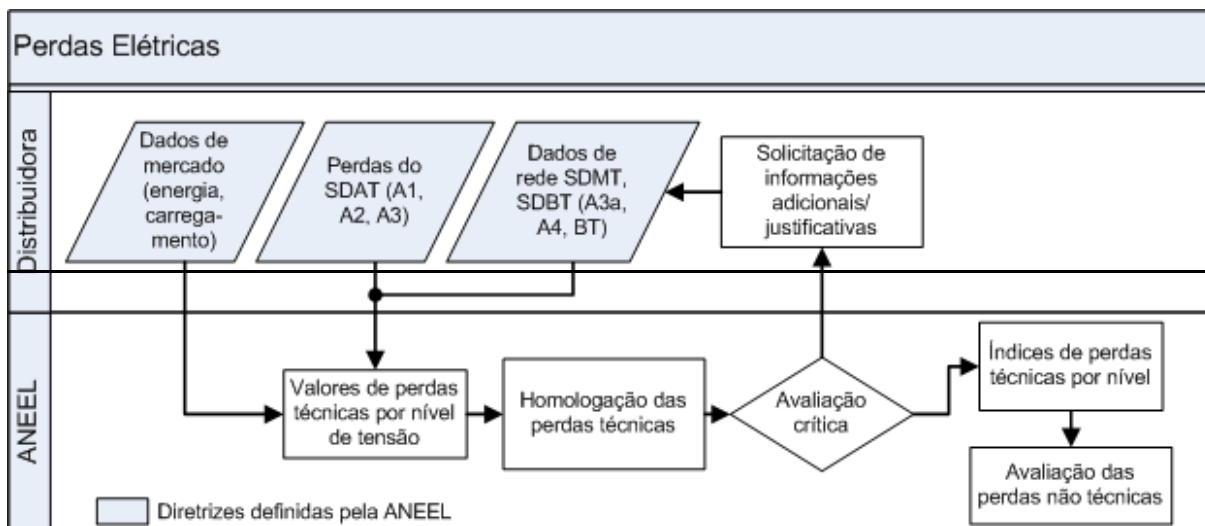 Perdas Elétricas
Distribuidora
Dados de
mercado
(energia,
carrega-
mento)
Perdas do
SDAT (A1,
A2, A3)
Dados de
rede SDMT,
SDBT (A3a,
A4, BT)
Solicitação de
informações
adicionais/
justificativas
ANEEL
Valores de perdas
técnicas por nível
de tensão
Homologação das
perdas técnicas
Avaliação
crítica
Índices de perdas
técnicas por nível
Avaliação das
perdas não técnicas
Diretrizes definidas pela ANEEL